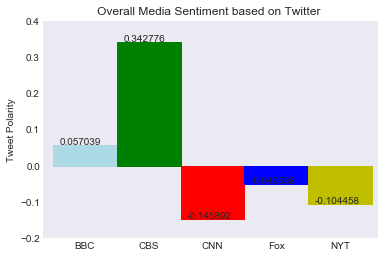 Overall Media Sentiment based on Twitter
Tweet Polarity
0.4
0.3
0.2
0.1
0.0
−0.1
−0.2
0.057039
0.342776
-0.145892
-0.104458
BBC
CBS
CNN
Fox
NYT